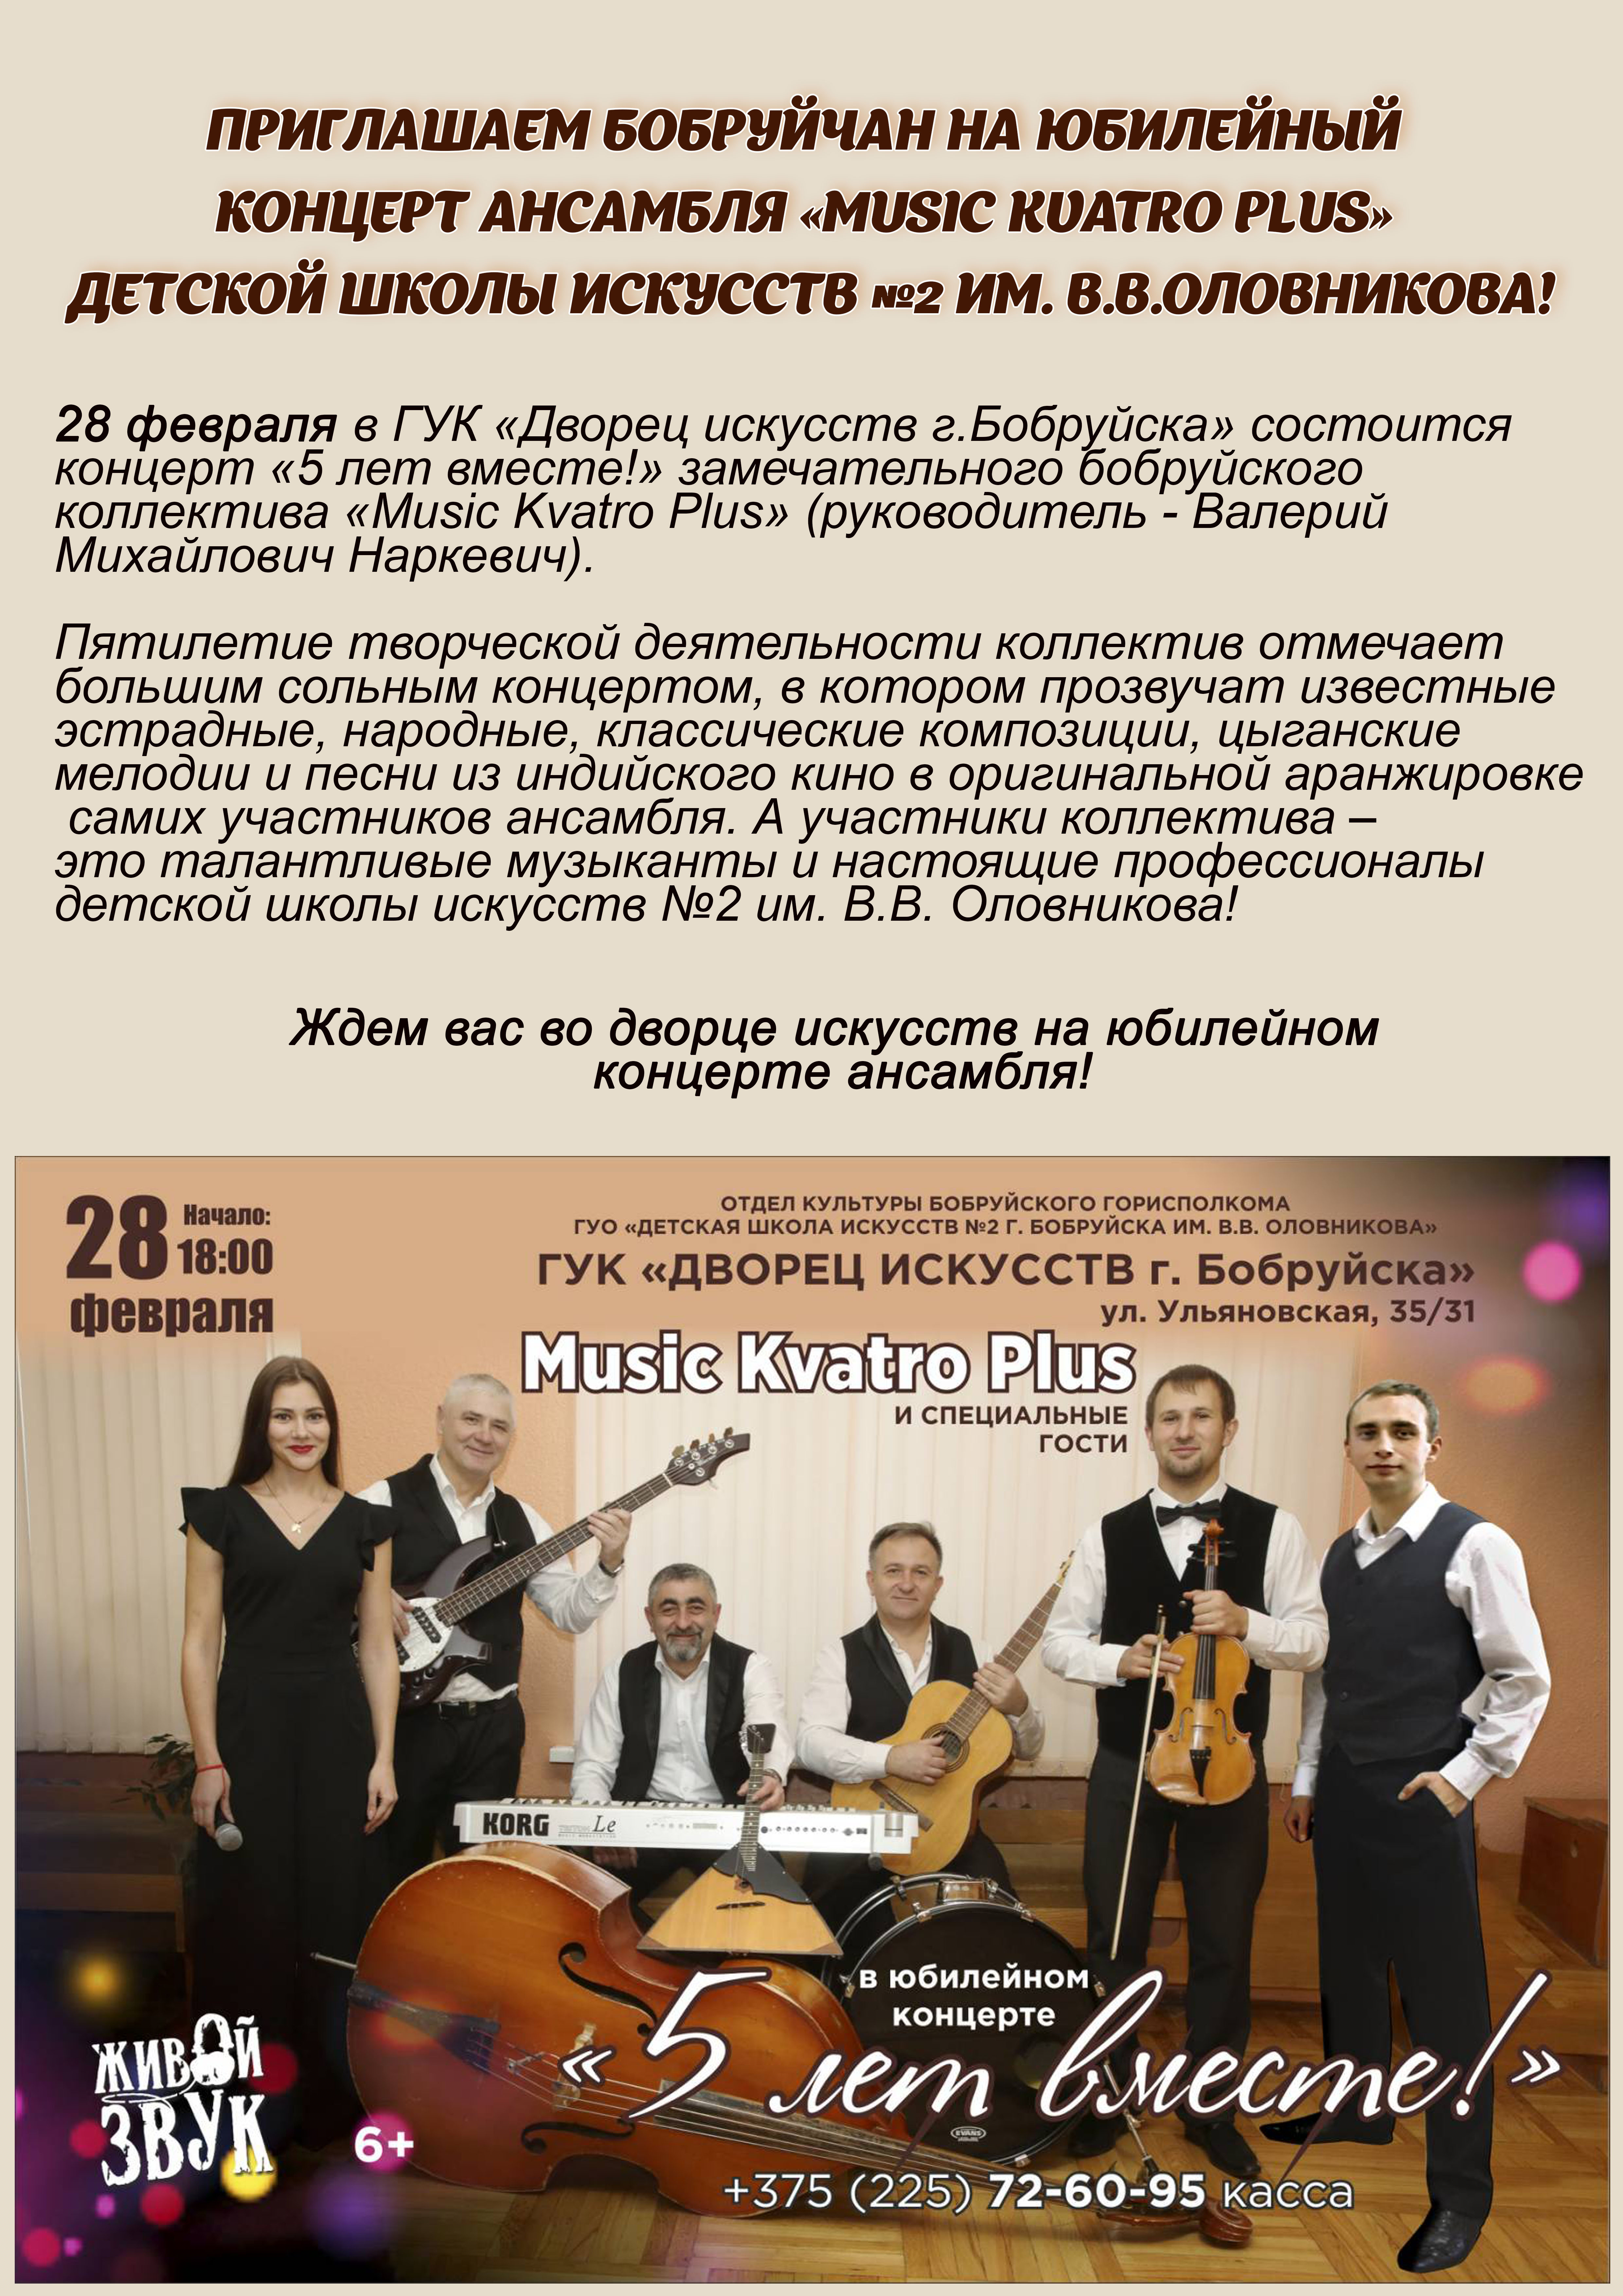 ПРИГЛАШАЕМ БОБРУЙЧАН НА ЮБИЛЕЙНЫЙ
КОНЦЕРТ АНСАМБЛЯ «MUSIC KVATRO PLUS»
ДЕТСКОЙ ШКОЛЫ ИСКУССТВ №2 ИМ. В.В.ОЛОВНИКОВА!
28 февраля в ГУК «Дворец искусств г.Бобруйска» состоится
концерт «5 лет вместе!» замечательного бобруйского
коллектива «Music Kvatro Plus» (руководитель - Валерий
Михайлович Наркевич).
Пятилетие творческой деятельности коллектив отмечает
большим сольным концертом, в котором прозвучат известные
эстрадные, народные, классические композиции, цыганские
мелодии и песни из индийского кино в оригинальной аранжировке
самих участников ансамбля. А участники коллектива –
это талантливые музыканты и настоящие профессионалы
детской школы искусств №2 им. В.В. Оловникова!
Ждем вас во дворце искусств на юбилейном
концерте ансамбля!
28 Начало:
18:00
февраля
ОТДЕЛ КУЛЬТУРЫ БОБРУЙСКОГО ГОРИСПОЛКОМА
ГУО «ДЕТСКАЯ ШКОЛА ИСКУССТВ №2 Г. БОБРУЙСКА ИМ. В.В. ОЛОВНИКОВА»
ГУК «ДВОРЕЦ ИСКУССТВ г. Бобруйска»
ул. Ульяновская, 35/31
Music Kvatro Plus
И СПЕЦИАЛЬНЫЕ
ГОСТИ
KORG TRITON Le
в юбилейном
концерте
«5 лет вместе!»
EVANS
ЖИВОЙ
ЗВУК
6+
+375 (225) 72-60-95 касса